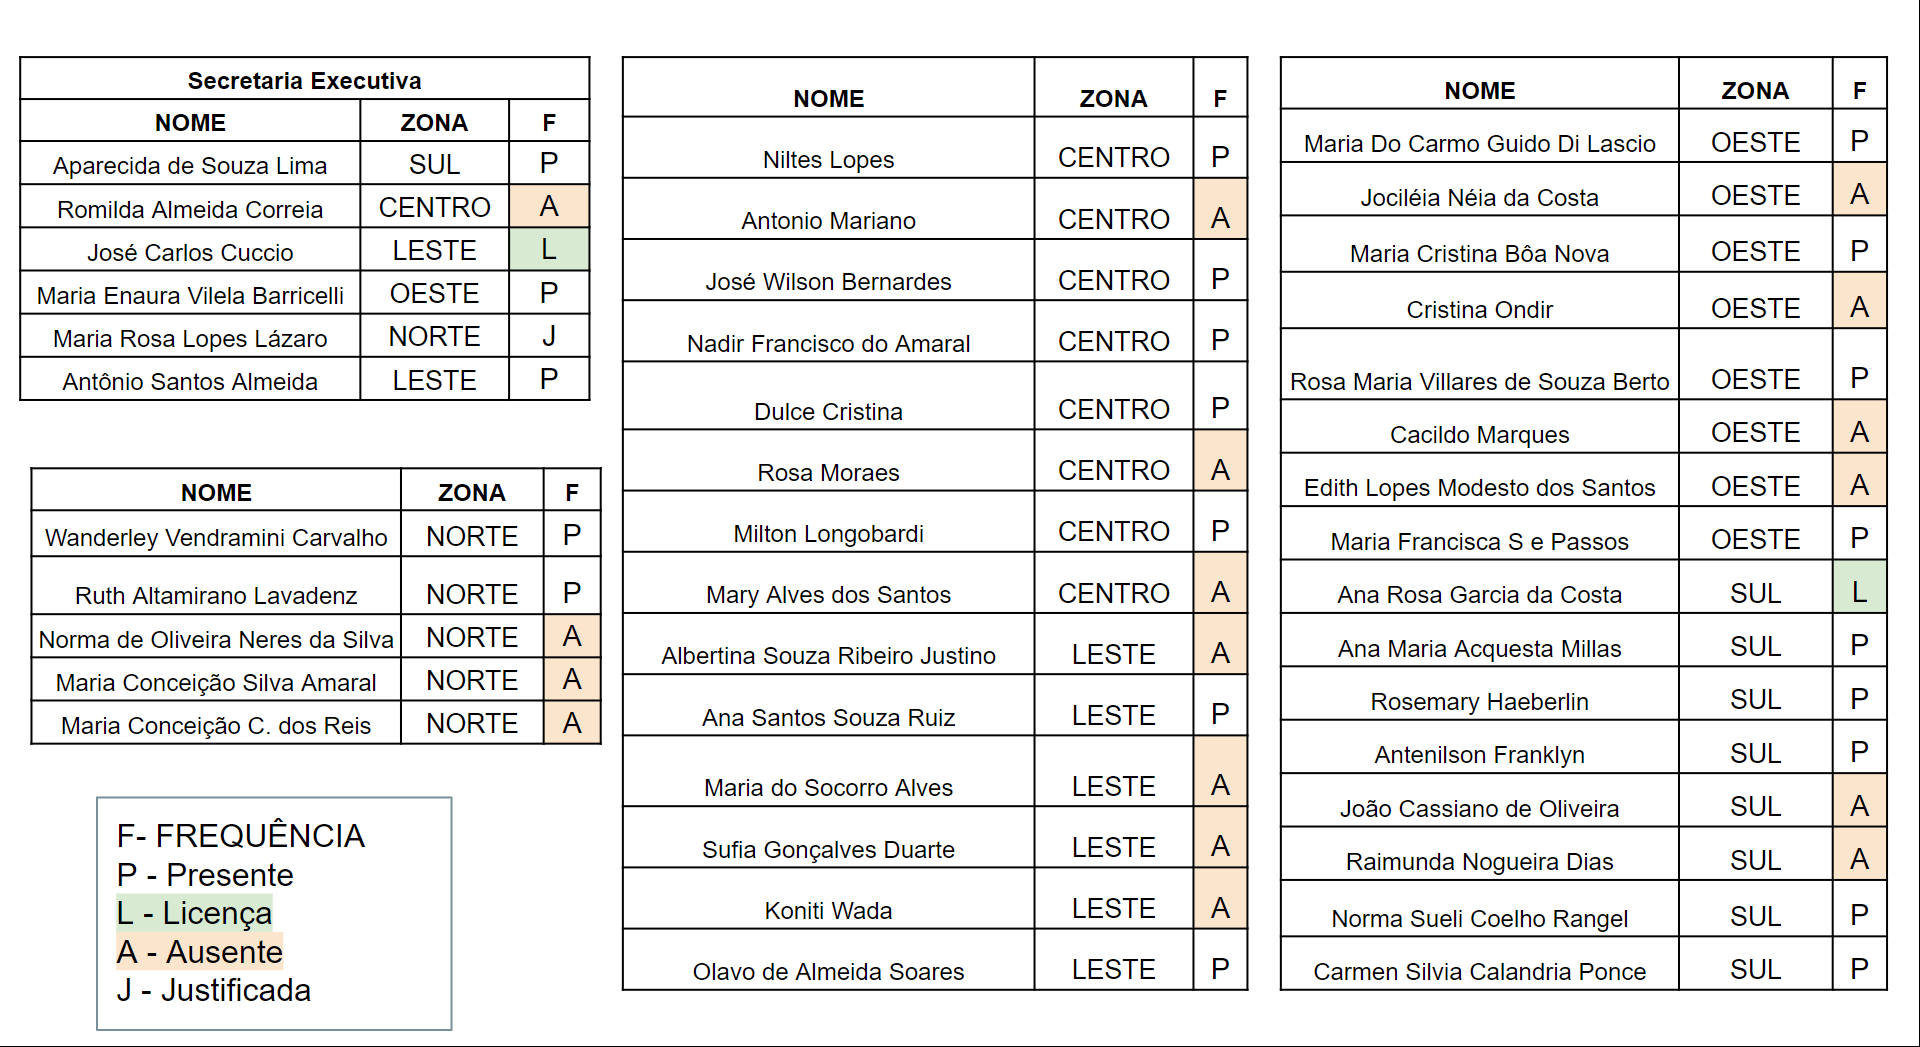 Secretaria Executiva
NOME ZONA F
Aparecida de Souza Lima SUL P
Romilda Almeida Correia CENTRO A
José Carlos Cuccio LESTE L
Maria Enaura Vilela Barricelli OESTE P
Maria Rosa Lopes Lázaro NORTE J
Antônio Santos Almeida LESTE P
NOME ZONA F
Wanderley Vendramini Carvalho NORTE P
Ruth Altamirano Lavadenz NORTE P
Norma de Oliveira Neres da Silva NORTE A
Maria Conceição Silva Amaral NORTE A
Maria Conceição C. dos Reis NORTE A
F- FREQUÊNCIA
P - Presente
L - Licença
A - Ausente
J - Justificada
NOME ZONA F
Niltes Lopes CENTRO P
Antonio Mariano CENTRO A
José Wilson Bernardes CENTRO P
Nadir Francisco do Amaral CENTRO P
Dulce Cristina CENTRO P
Rosa Moraes CENTRO A
Milton Longobardi CENTRO P
Mary Alves dos Santos CENTRO A
Albertina Souza Ribeiro Justino LESTE A
Ana Santos Souza Ruiz LESTE P
Maria do Socorro Alves LESTE A
Sufia Gonçalves Duarte LESTE A
Koniti Wada LESTE A
Olavo de Almeida Soares LESTE P
NOME ZONA F
Maria Do Carmo Guido Di Lascio OESTE P
Jociléia Néia da Costa OESTE A
Maria Cristina Bôa Nova OESTE P
Cristina Ondir OESTE A
Rosa Maria Villares de Souza Berto OESTE P
Cacildo Marques OESTE A
Edith Lopes Modesto dos Santos OESTE A
Maria Francisca S e Passos OESTE P
Ana Rosa Garcia da Costa SUL L
Ana Maria Acquesta Millas SUL P
Rosemary Haeberlin SUL P
Antenilson Franklyn SUL P
João Cassiano de Oliveira SUL A
Raimunda Nogueira Dias SUL A
Norma Sueli Coelho Rangel SUL P
Carmen Silvia Calandria Ponce SUL P